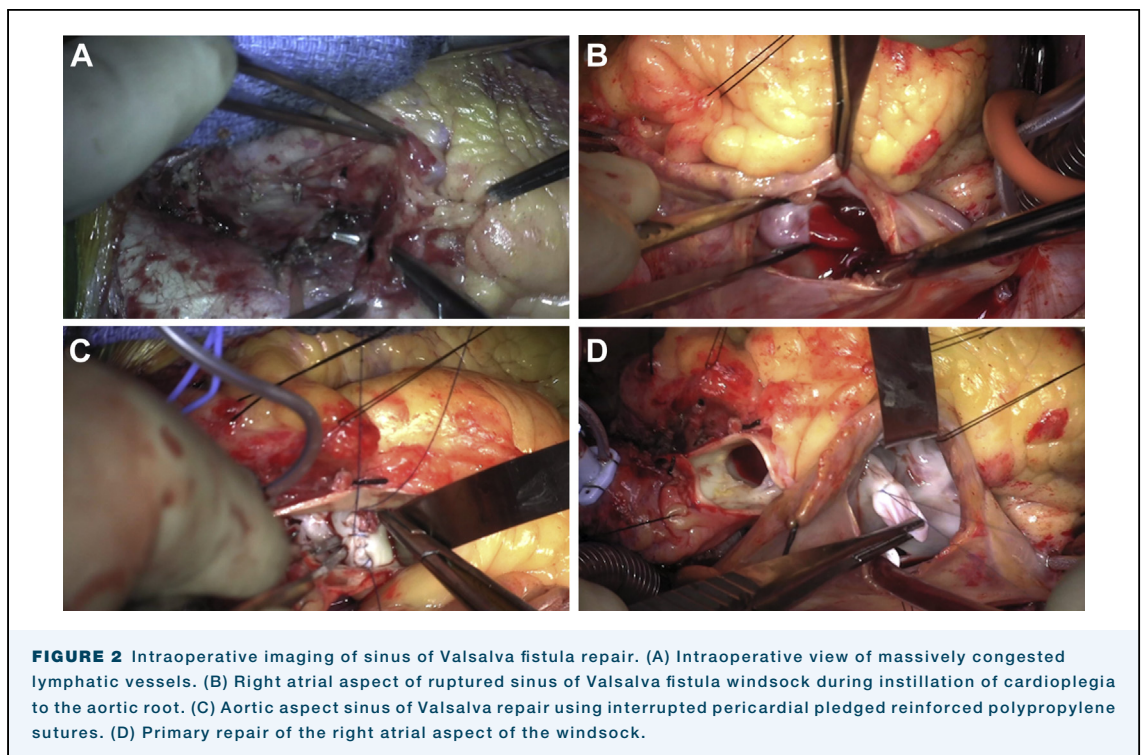 A
B
C
D
FIGURE 2 Intraoperative imaging of sinus of Valsalva fistula repair. (A) Intraoperative view of massively congested
lymphatic vessels. (B) Right atrial aspect of ruptured sinus of Valsalva fistula windsock during instillation of cardioplegia
to the aortic root. (C) Aortic aspect sinus of Valsalva repair using interrupted pericardial pledged reinforced polypropylene
sutures. (D) Primary repair of the right atrial aspect of the windsock.